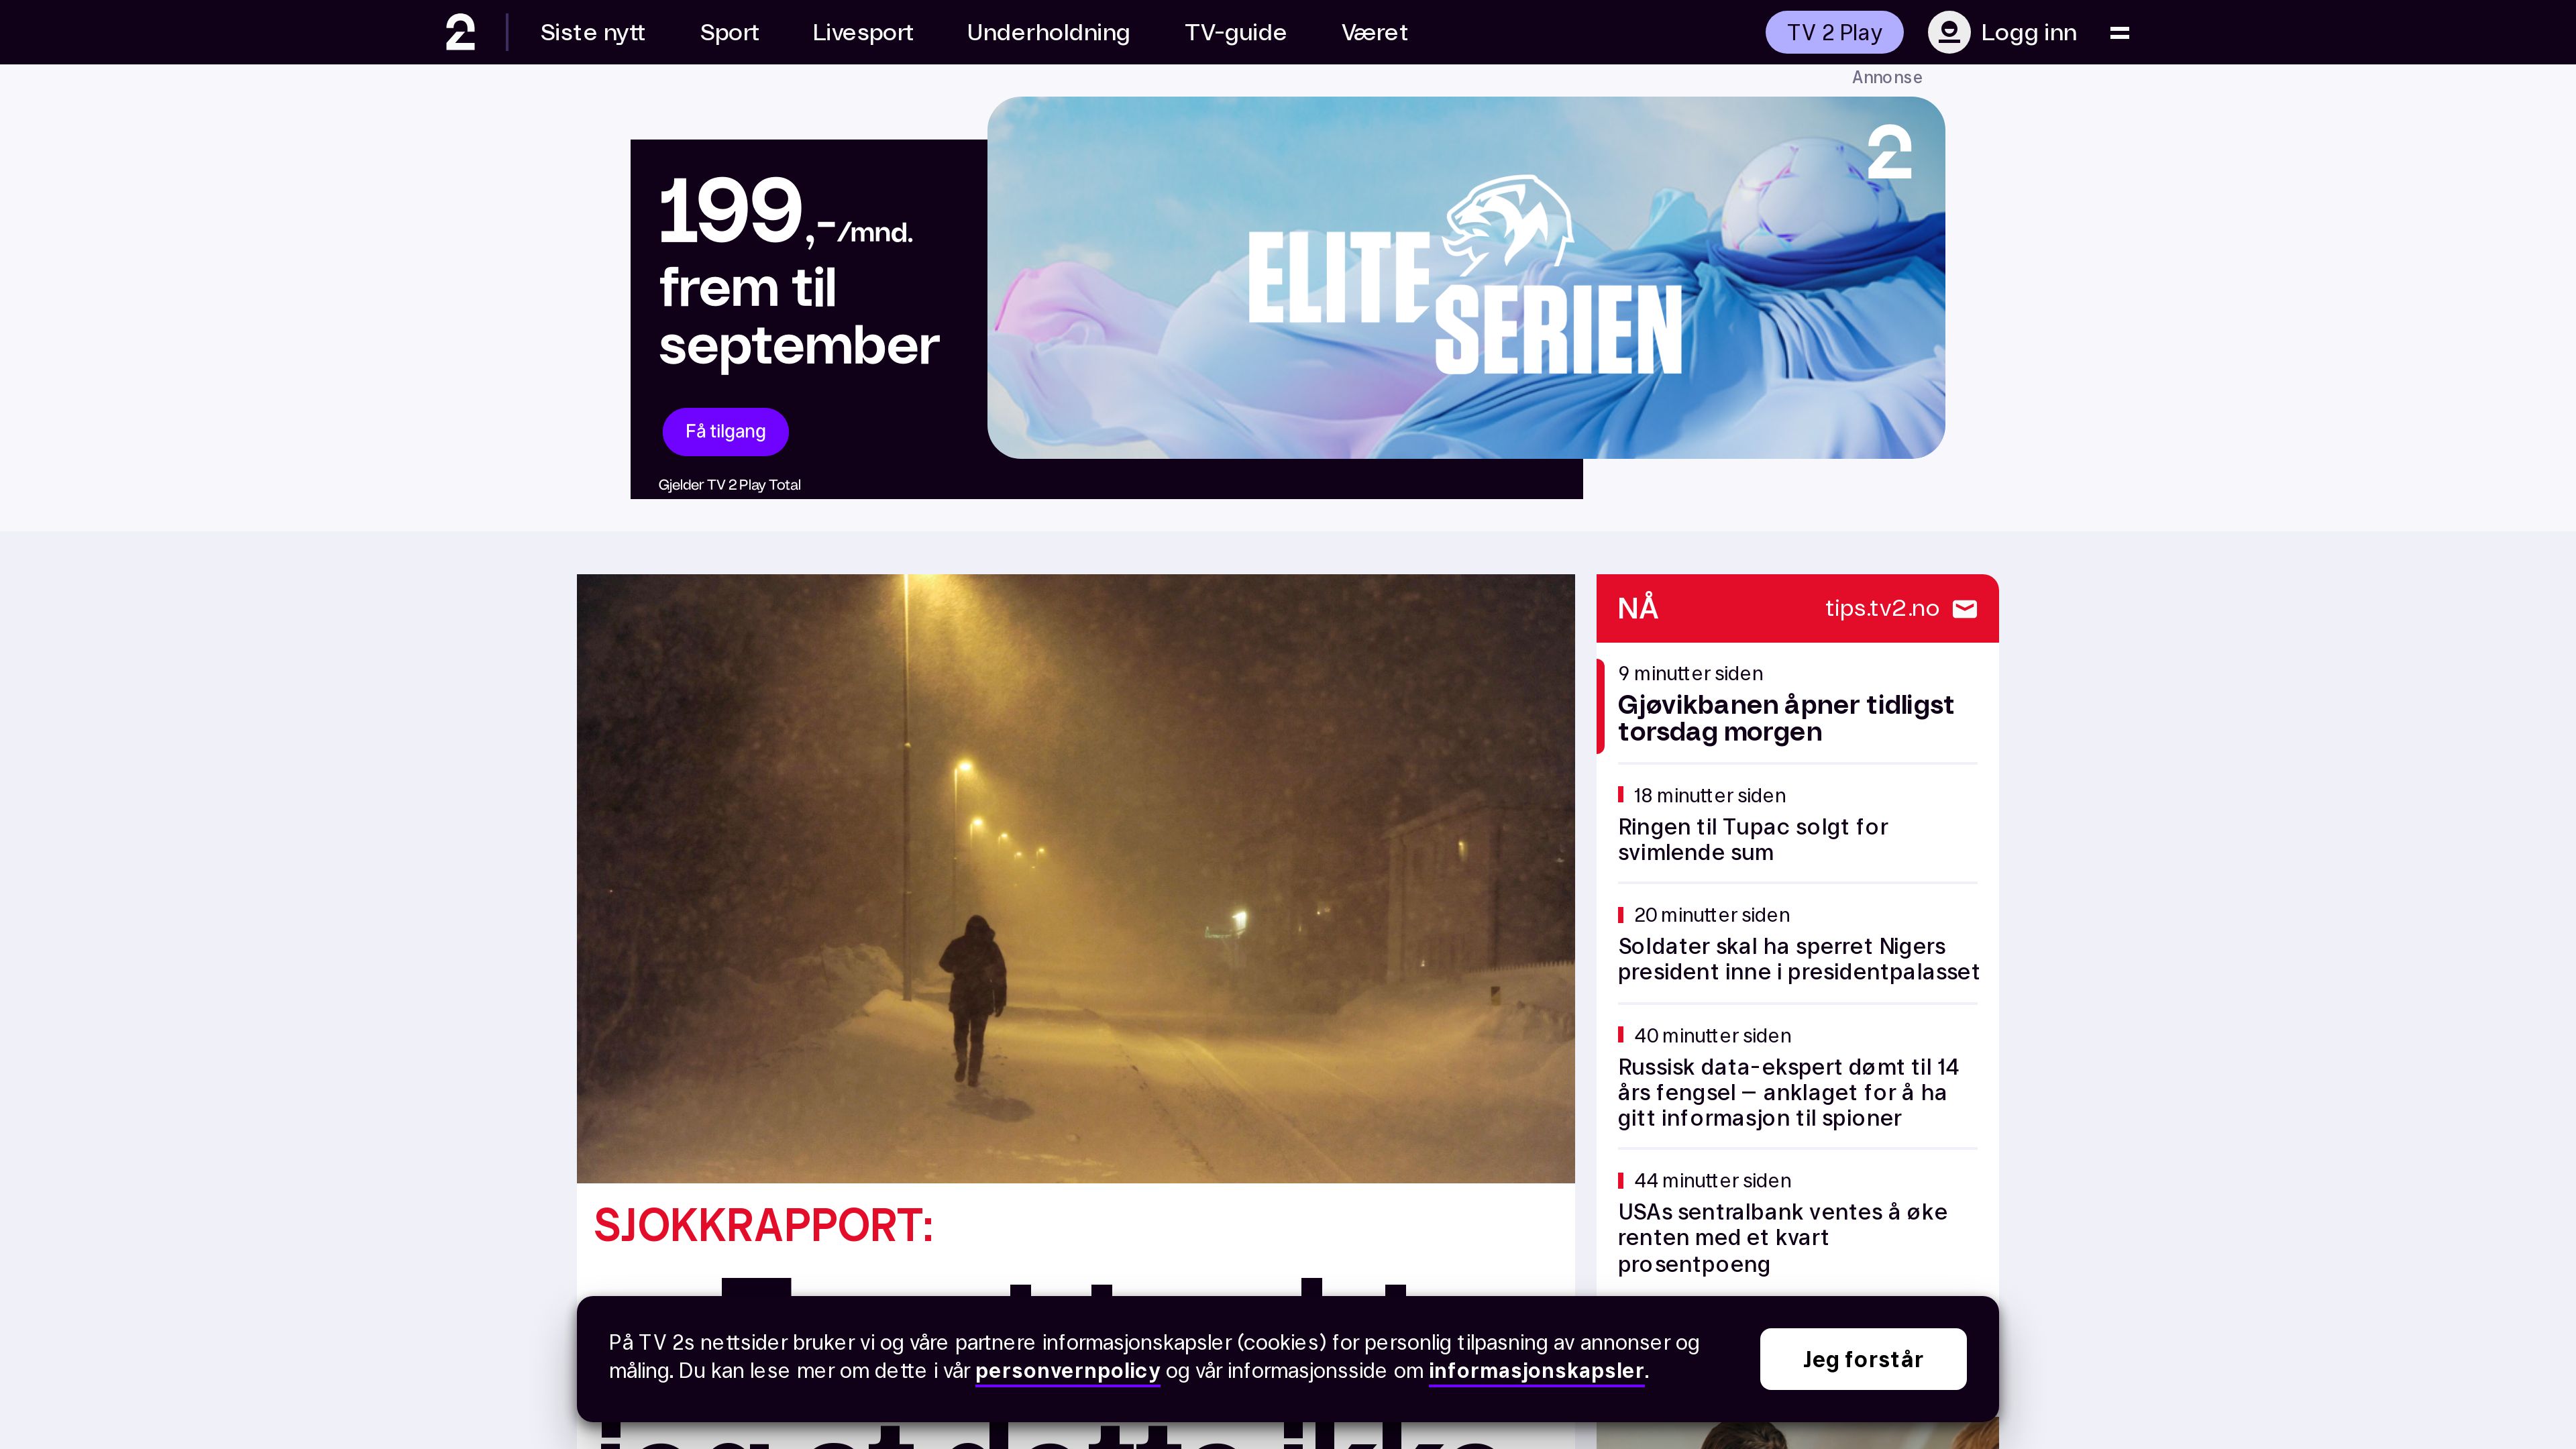 2 Siste nytt Sport Livesport Underholdning TV-guide Været TV 2 Play Logg inn
Annonse
199,-/mnd.
frem til
september
Få tilgang
Gjelder TV 2 Play Total
2
ELITE
SERIEN
SJOKKRAPPORT:
NÅ tips.tv2.no
9 minutter siden
Gjøvikbanen åpner tidligst
torsdag morgen
18 minutter siden
Ringen til Tupac solgt for
svimlende sum
20 minutter siden
Soldater skal ha sperret Nigers
president inne i presidentpalasset
40 minutter siden
Russisk data-ekspert dømt til 14
års fengsel – anklaget for å ha
gitt informasjon til spioner
44 minutter siden
USAs sentralbank ventes å øke
renten med et kvart
prosentpoeng
På TV 2s nettsider bruker vi og våre partnere informasjonskapsler (cookies) for personlig tilpasning av annonser og
måling. Du kan lese mer om dette i vår personvernpolicy og vår informasjonsside om informasjonskapsler.
Jeg forstår
jeg at dette ikke